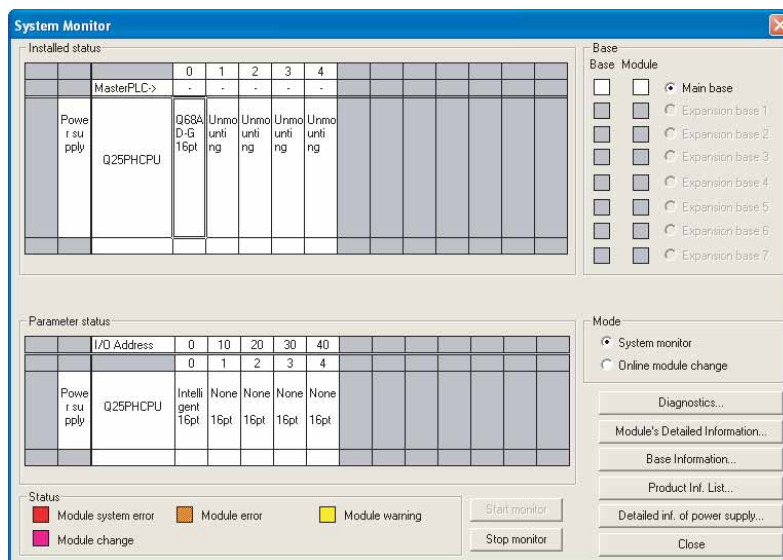 System Monitor
Installed status
0 1 2 3 4
MasterPLC-> - - - - -
Powe
r su
pply
Q25PHCPU
Q68A
D-G
16pt
Unmo
unti
ng
Unmo
unti
ng
Unmo
unti
ng
Unmo
unti
ng
Base
Base Module
Main base
Expansion base 1
Expansion base 2
Expansion base 3
Expansion base 4
Expansion base 5
Expansion base 6
Expansion base 7
Parameter status
I/O Address 0 10 20 30 40
0 1 2 3 4
Powe
r su
pply
Q25PHCPU
Intelli
gent
16pt
None
16pt
None
16pt
None
16pt
None
16pt
Mode
System monitor
Online module change
Diagnostics...
Module's Detailed Information...
Base Information...
Product Inf. List...
Detailed inf. of power supply...
Close
Status
Module system error
Module error
Module warning
Module change
Start monitor
Stop monitor